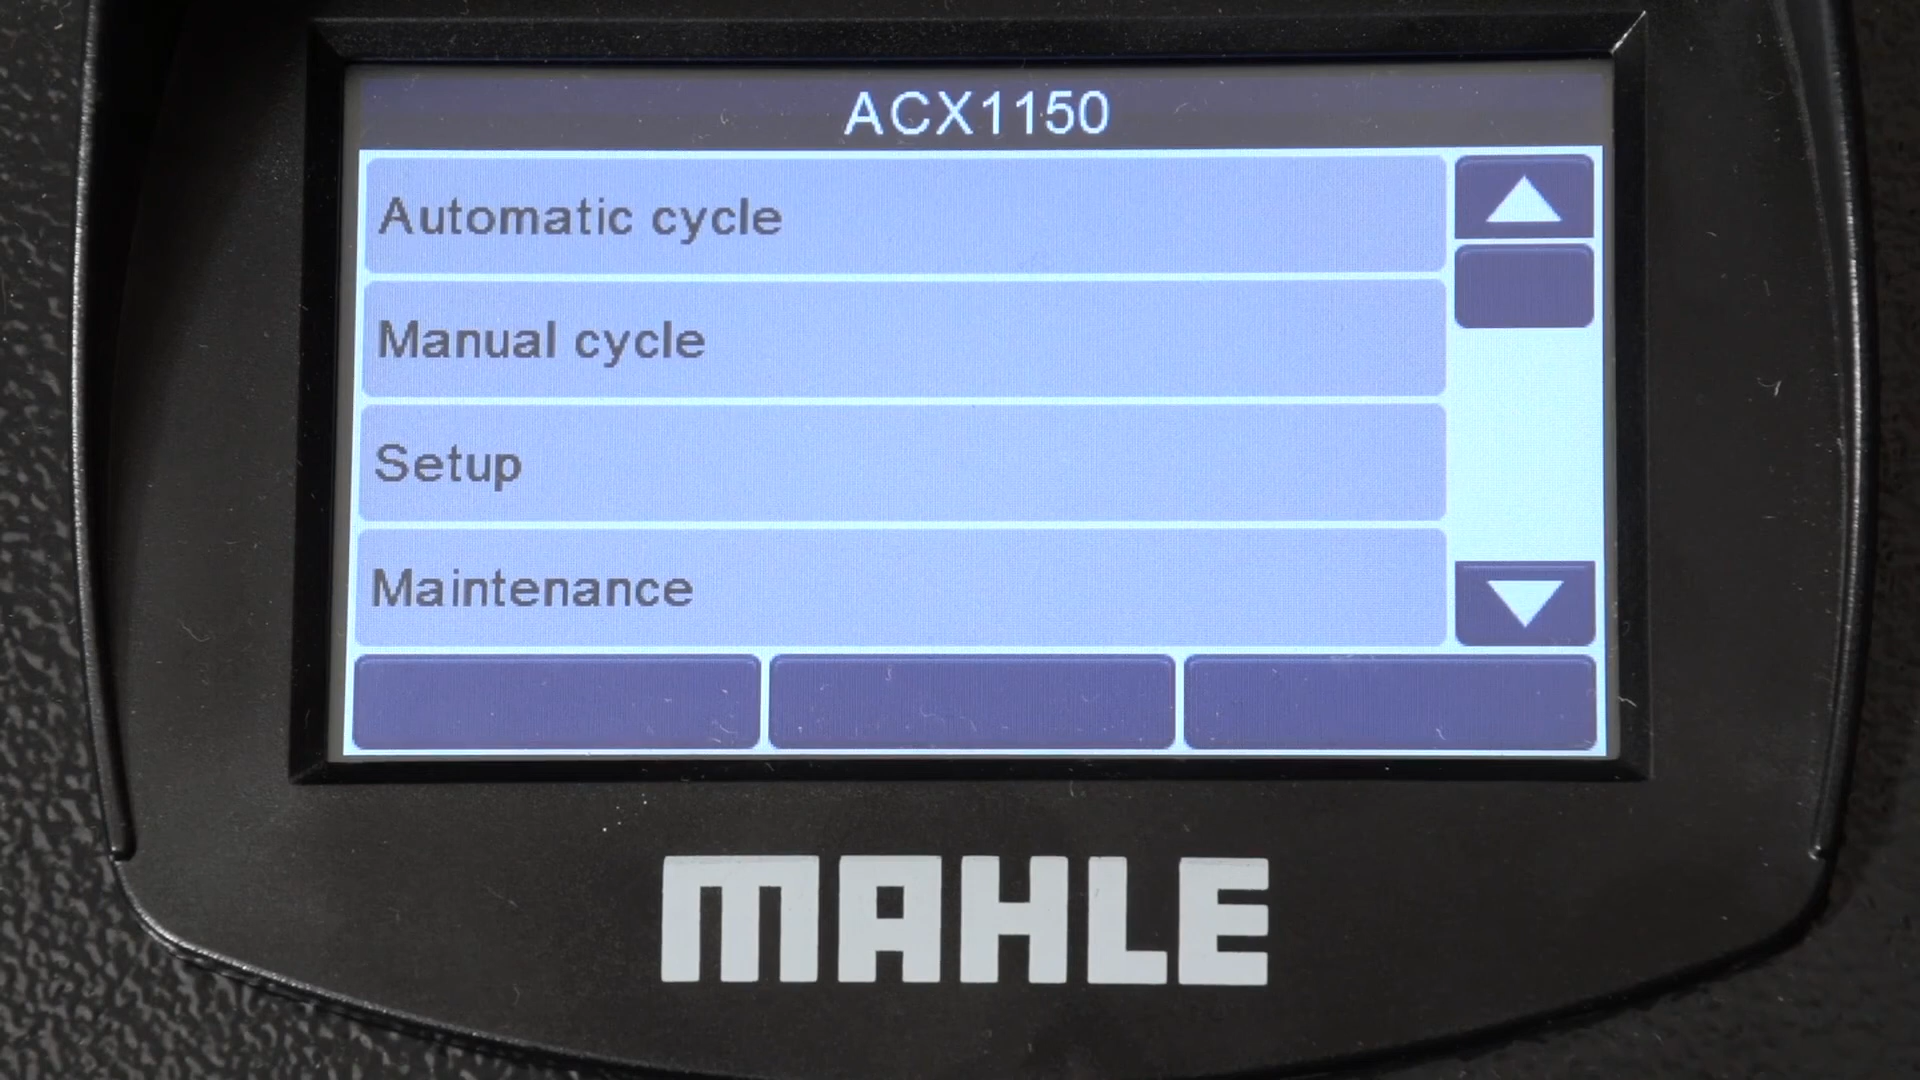 ACX1150
Automatic cycle
Manual cycle
Setup
Maintenance
MAHLE